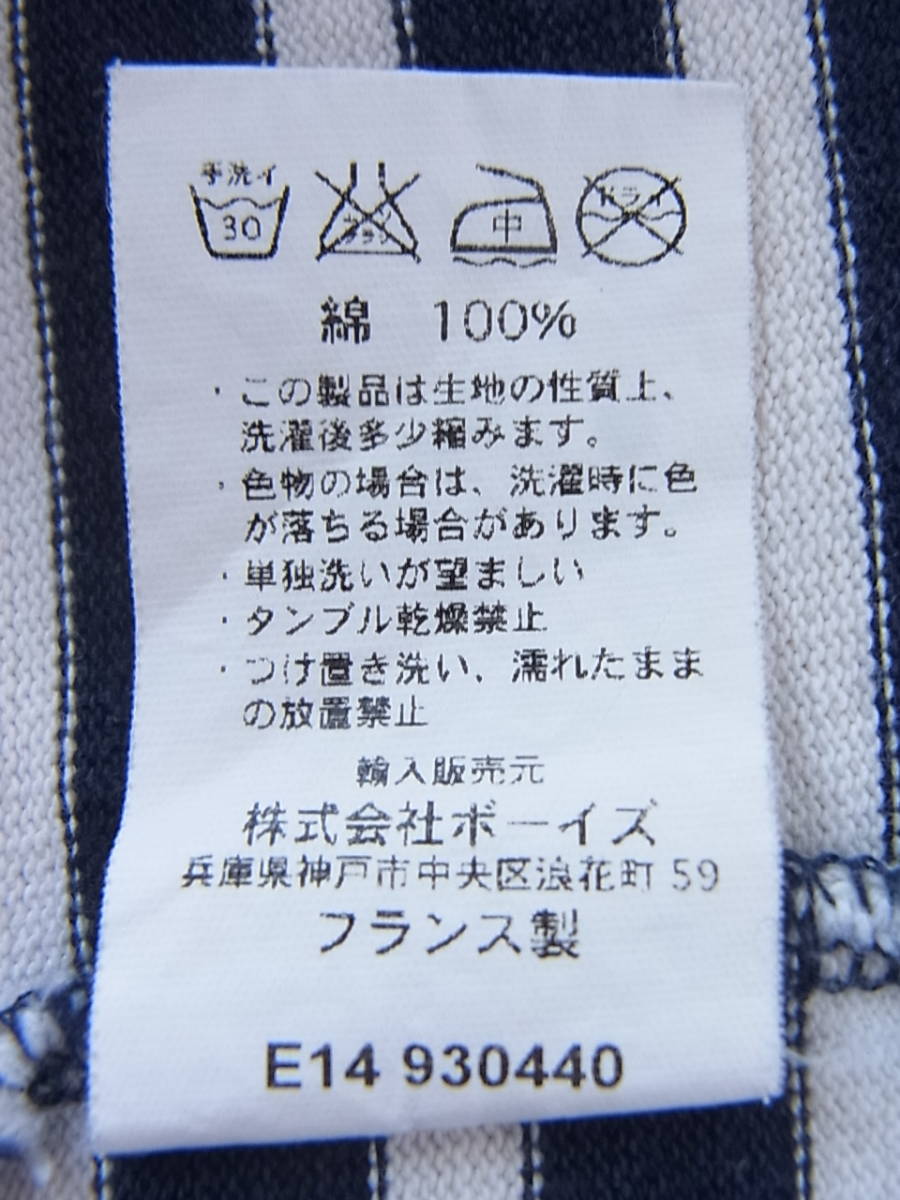 手洗イ
30
中
ドライ
綿 100%
・この製品は生地の性質上、
洗濯後多少縮みます。
・色物の場合は、洗濯時に色
が落ちる場合があります。
・単独洗いが望ましい
・タンブル乾燥禁止
・つけ置き洗い、濡れたまま
の放置禁止
輸入販売元
株式会社ボーイズ
兵庫県神戸市中央区浪花町 59
フランス製
E14 930440